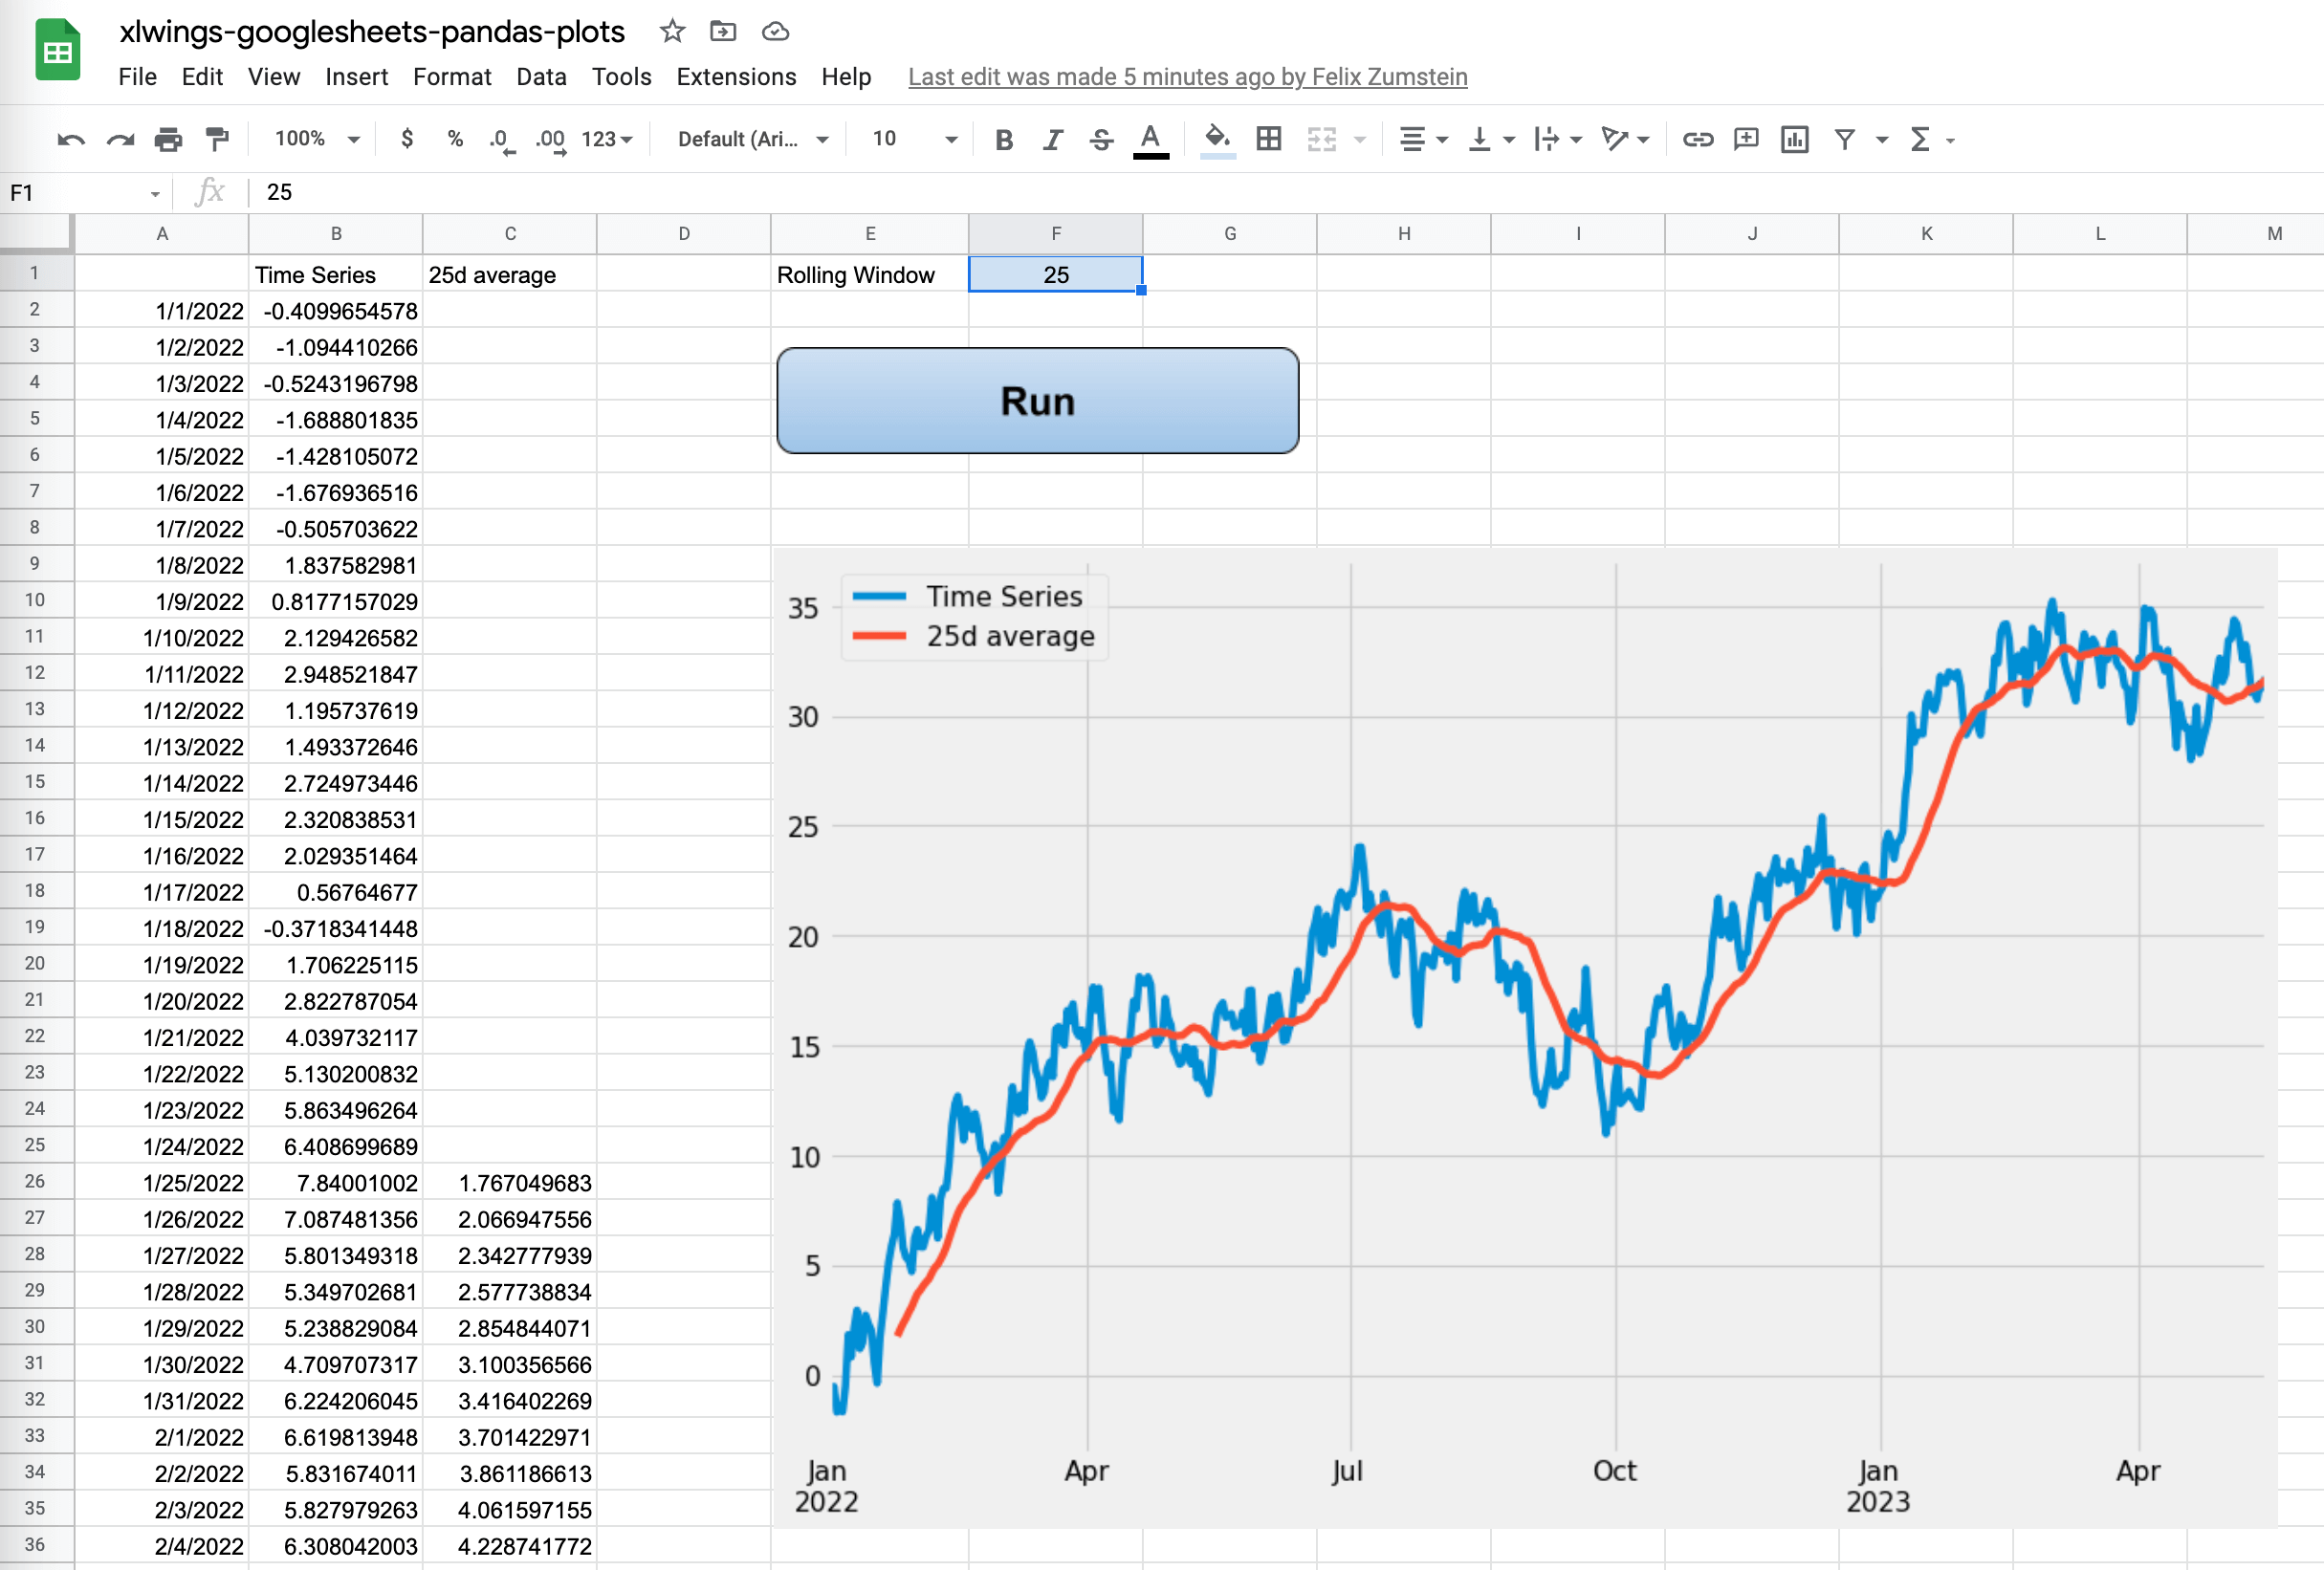 xlwings-googlesheets-pandas-plots
File Edit View Insert Format Data Tools Extensions Help Last edit was made 5 minutes ago by Felix Zumstein
100% $ % .0 .00 123 Default (Ari... 10 B I S A
F1 fx 25
A B C D E F G H I J K L M
1 Time Series 25d average Rolling Window 25
2 1/1/2022 -0.4099654578
3 1/2/2022 -1.094410266
4 1/3/2022 -0.5243196798
5 1/4/2022 -1.688801835
6 1/5/2022 -1.428105072
7 1/6/2022 -1.676936516
8 1/7/2022 -0.505703622
9 1/8/2022 1.837582981
10 1/9/2022 0.8177157029
11 1/10/2022 2.129426582
12 1/11/2022 2.948521847
13 1/12/2022 1.195737619
14 1/13/2022 1.493372646
15 1/14/2022 2.724973446
16 1/15/2022 2.320838531
17 1/16/2022 2.029351464
18 1/17/2022 0.56764677
19 1/18/2022 -0.3718341448
20 1/19/2022 1.706225115
21 1/20/2022 2.822787054
22 1/21/2022 4.039732117
23 1/22/2022 5.130200832
24 1/23/2022 5.863496264
25 1/24/2022 6.408699689
26 1/25/2022 7.84001002 1.767049683
27 1/26/2022 7.087481356 2.066947556
28 1/27/2022 5.801349318 2.342777939
29 1/28/2022 5.349702681 2.577738834
30 1/29/2022 5.238829084 2.854844071
31 1/30/2022 4.709707317 3.100356566
32 1/31/2022 6.224206045 3.416402269
33 2/1/2022 6.619813948 3.701422971
34 2/2/2022 5.831674011 3.861186613
35 2/3/2022 5.827979263 4.061597155
36 2/4/2022 6.308042003 4.228741772
Run
Time Series
25d average
35
30
25
20
15
10
5
0
Jan Apr Jul Oct Jan Apr
2022 2023